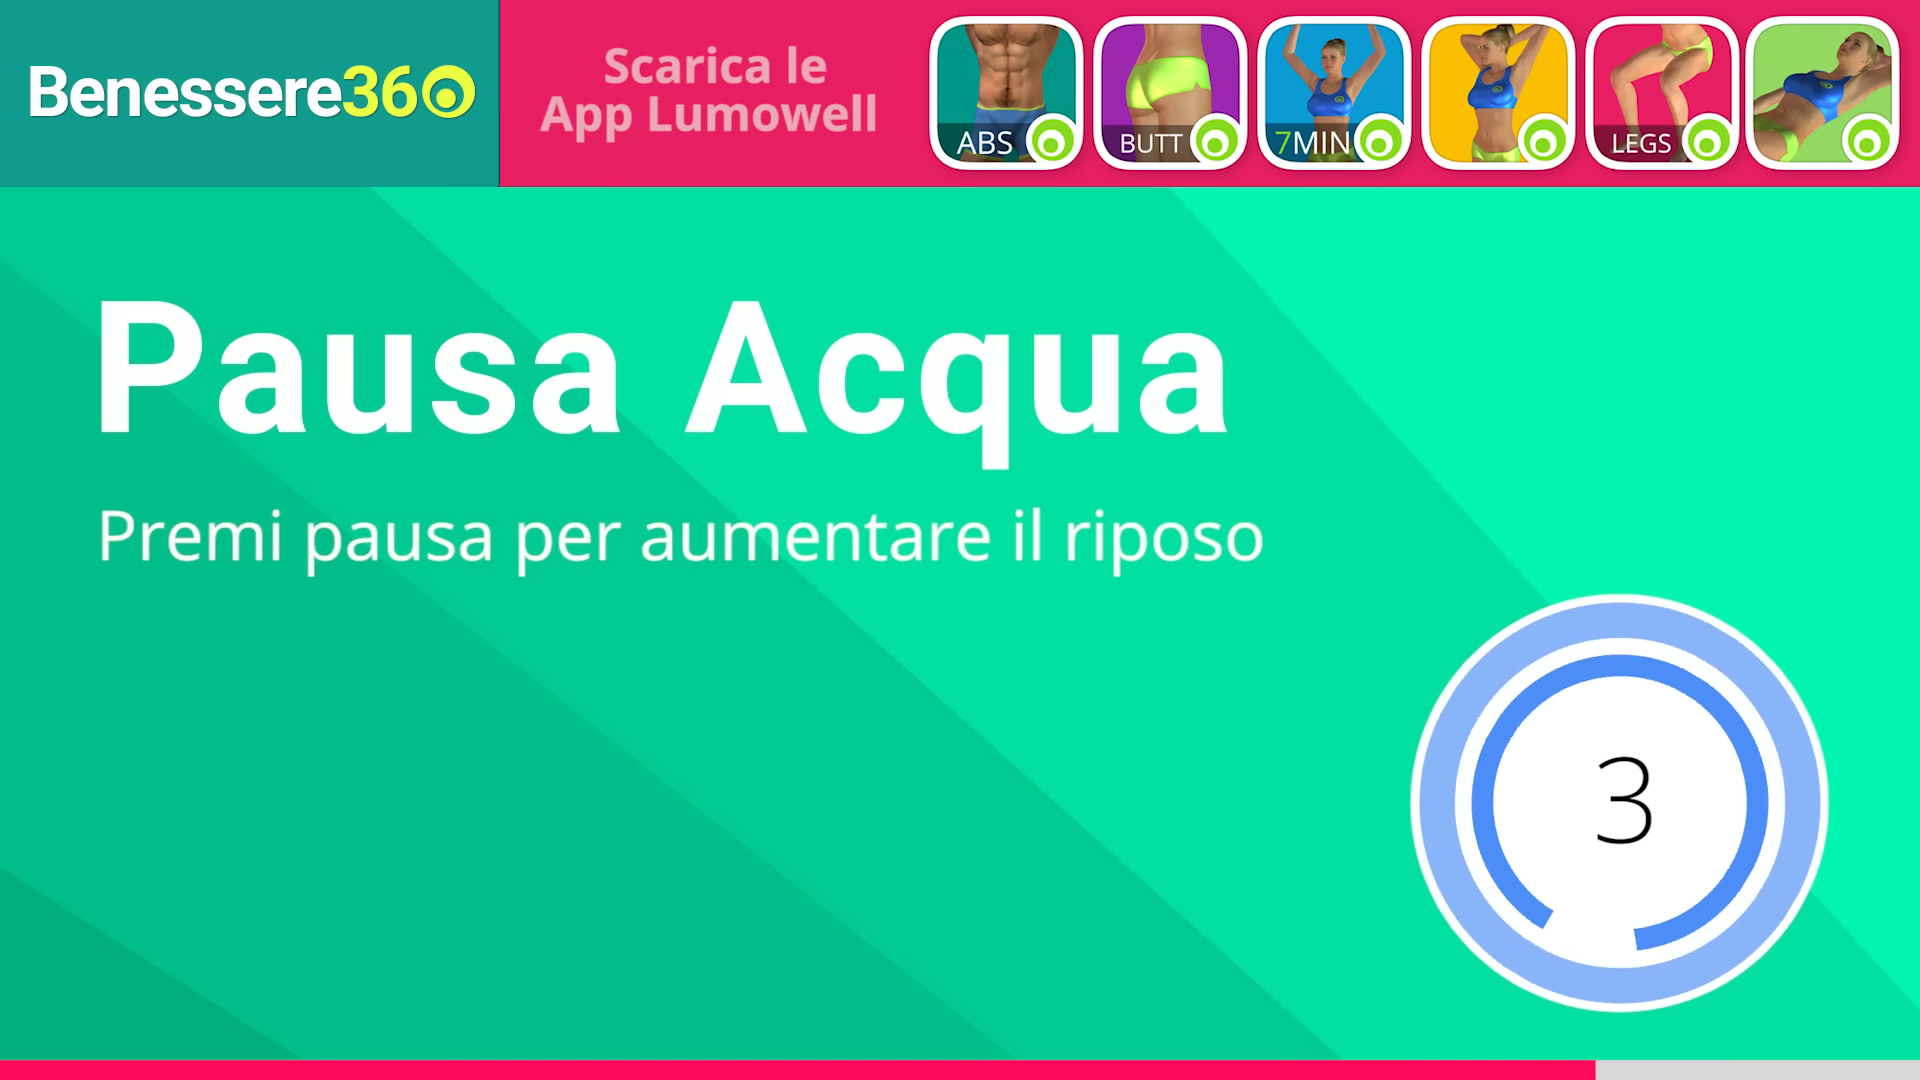 Benessere360
Scarica le
App Lumowell
ABS
BUTT
7MIN
LEGS
Pausa Acqua
Premi pausa per aumentare il riposo
3